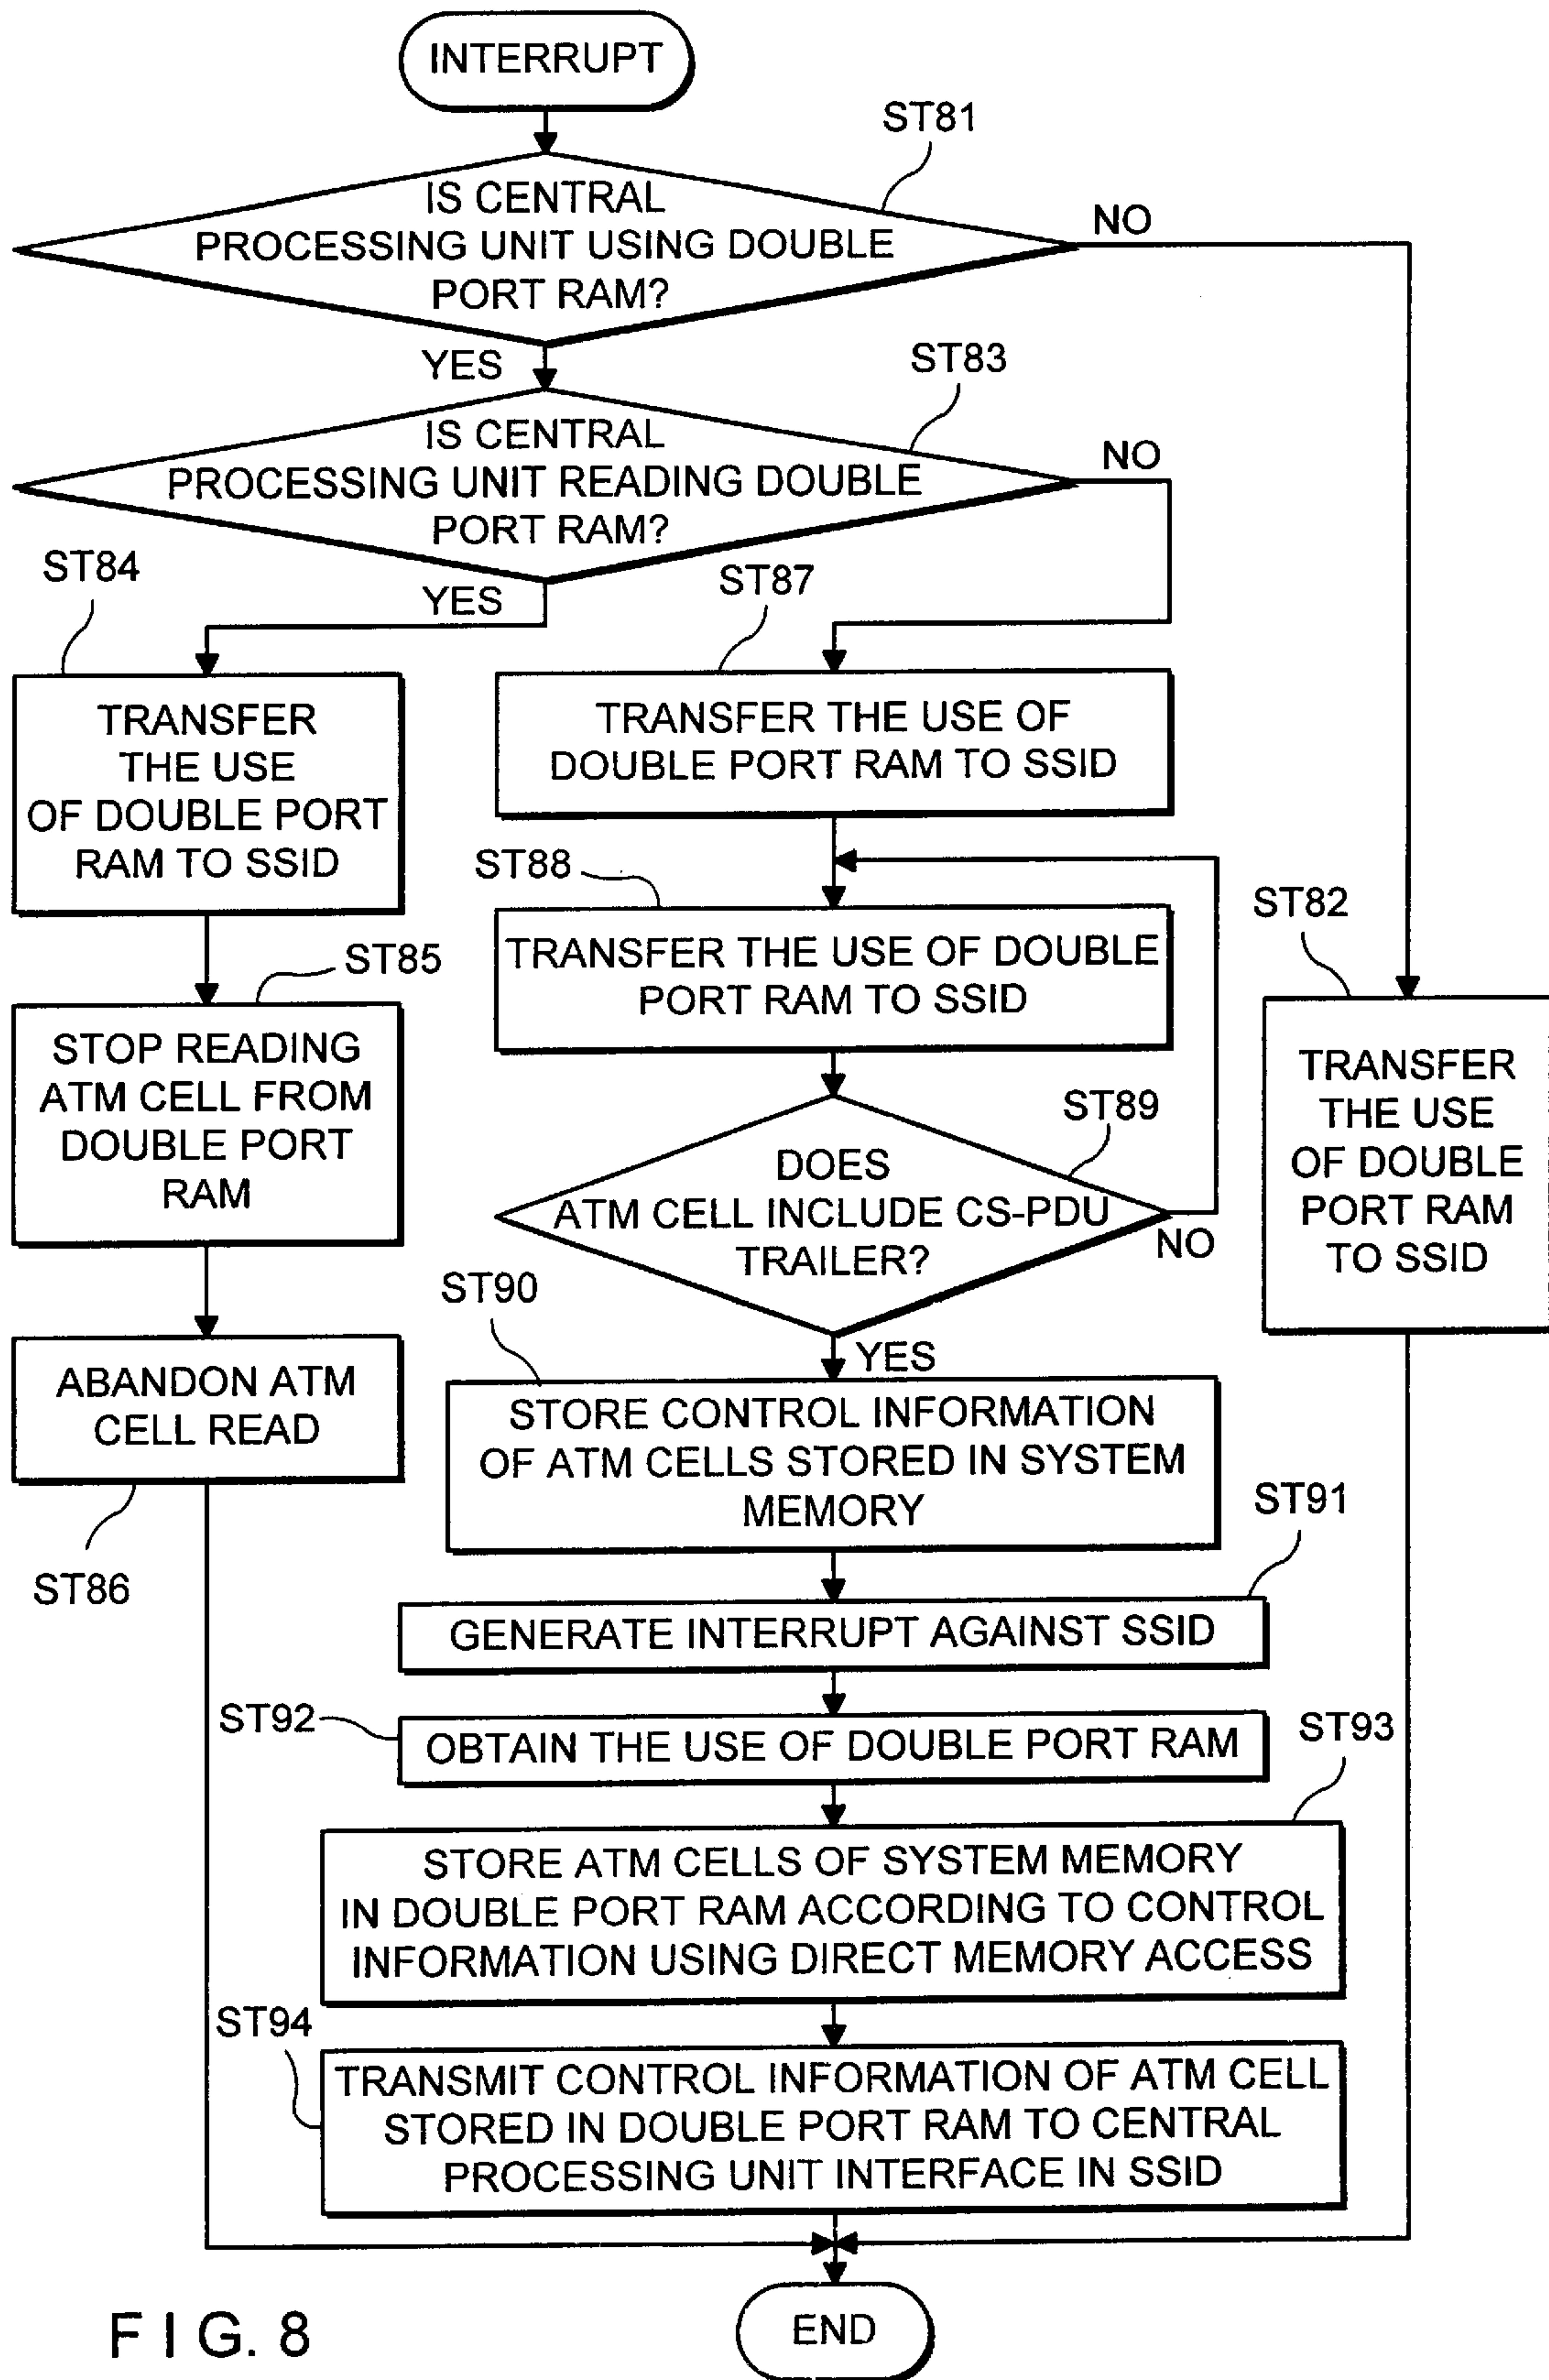 INTERRUPT
ST81
IS CENTRAL
PROCESSING UNIT USING DOUBLE
PORT RAM?
NO
YES
ST83
IS CENTRAL
PROCESSING UNIT READING DOUBLE
PORT RAM?
NO
YES
ST84
TRANSFER
THE USE
OF DOUBLE PORT
RAM TO SSID
ST85
STOP READING
ATM CELL FROM
DOUBLE PORT
RAM
ABANDON ATM
CELL READ
ST86
ST87
TRANSFER THE USE OF
DOUBLE PORT RAM TO SSID
ST88
TRANSFER THE USE OF DOUBLE
PORT RAM TO SSID
ST89
DOES
ATM CELL INCLUDE CS-PDU
TRAILER?
NO
YES
ST90
STORE CONTROL INFORMATION
OF ATM CELLS STORED IN SYSTEM
MEMORY
ST91
GENERATE INTERRUPT AGAINST SSID
ST92
OBTAIN THE USE OF DOUBLE PORT RAM
ST93
STORE ATM CELLS OF SYSTEM MEMORY
IN DOUBLE PORT RAM ACCORDING TO CONTROL
INFORMATION USING DIRECT MEMORY ACCESS
ST94
TRANSMIT CONTROL INFORMATION OF ATM CELL
STORED IN DOUBLE PORT RAM TO CENTRAL
PROCESSING UNIT INTERFACE IN SSID
ST82
TRANSFER
THE USE
OF DOUBLE
PORT RAM
TO SSID
END
FIG. 8